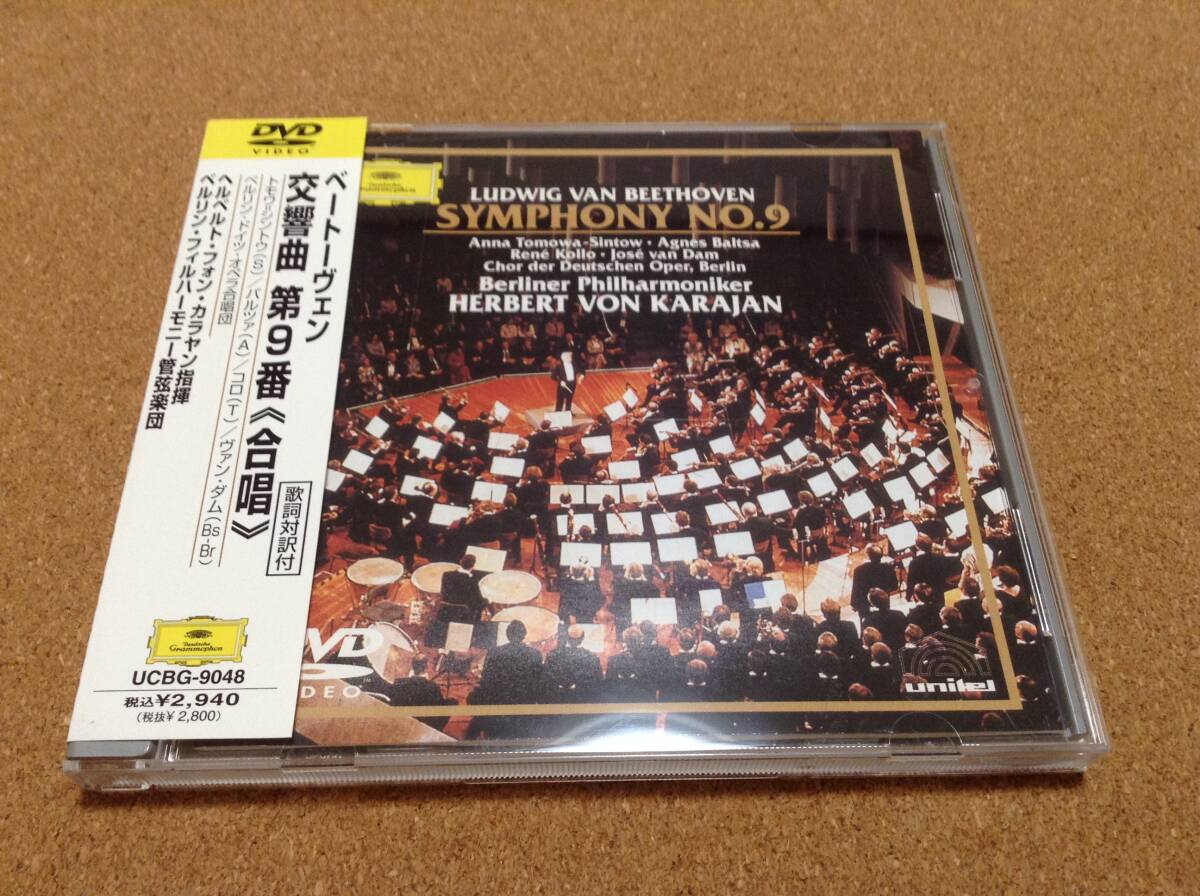 DVD
VIDEO
ベートーヴェン
交響曲 第9番《合唱》
歌詞対訳付
トモワ=シントウ(S)/バルツァ(A)/コロ(T)/ヴァン・ダム(Bs-Br)
ベルリン・ドイツ・オペラ合唱団
ヘルベルト・フォン・カラヤン指揮
ベルリン・フィルハーモニー管弦楽団
Deutsche
Grammophon
UCBG-9048
税込¥2,940
(税抜¥2,800)
Deutsche
Grammophon
LUDWIG VAN BEETHOVEN
SYMPHONY NO.9
Anna Tomowa-Sintow · Agnes Baltsa
René Kollo · José van Dam
Chor der Deutschen Oper, Berlin
Berliner Philharmoniker
HERBERT VON KARAJAN
DVD
VIDEO
unitel